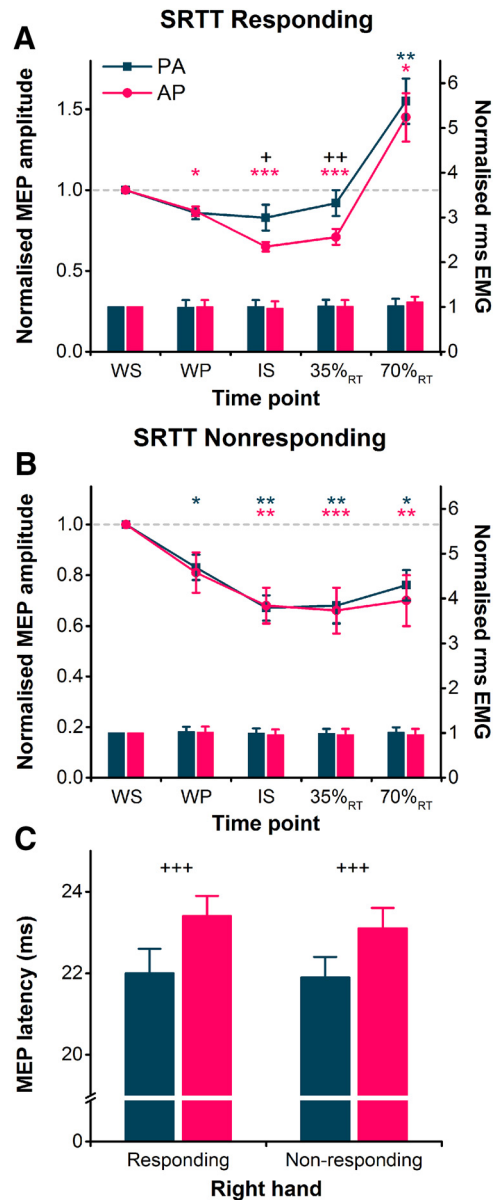 SRTT Responding
A
PA
AP
**
*
+
++
*
***
***
Normalised MEP amplitude
1.5
1.0
0.5
0.0
Normalised rms EMG
6
5
4
3
2
1
0
WS WP IS 35%RT 70%RT
Time point
SRTT Nonresponding
B
* ** ** *
** *** **
Normalised MEP amplitude
1.0
0.8
0.6
0.4
0.2
0.0
Normalised rms EMG
6
5
4
3
2
1
0
WS WP IS 35%RT 70%RT
Time point
C
+++ +++
MEP latency (ms)
24
22
20
0
Responding Non-responding
Right hand